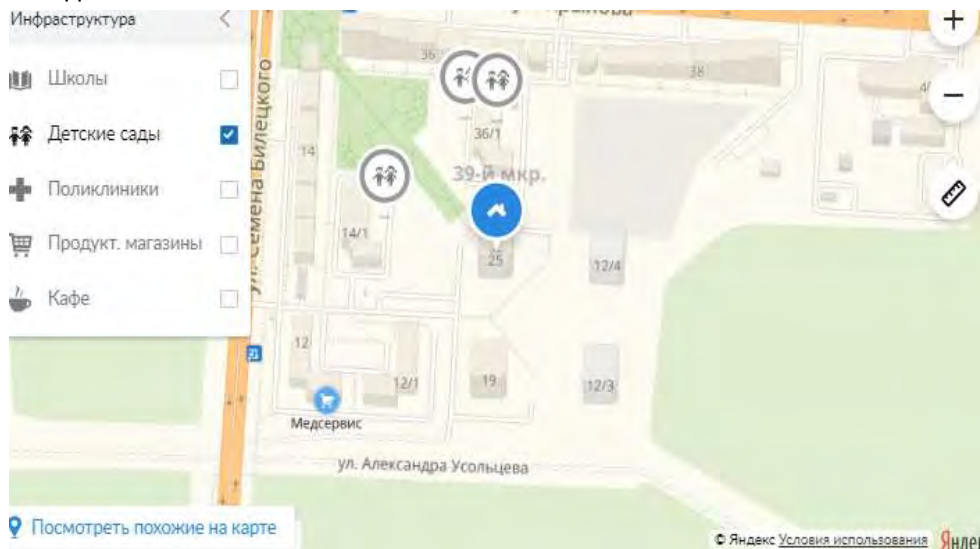 Инфраструктура
Школы
Детские сады
Поликлиники
Продукт. магазины
Кафе
ул. Семена Билецкого
36
38
36/1
14
39-й мкр.
14/1
25
12/4
12
12/1
19
12/3
Медсервис
ул. Александра Усольцева
Посмотреть похожие на карте
© Яндекс Условия использования